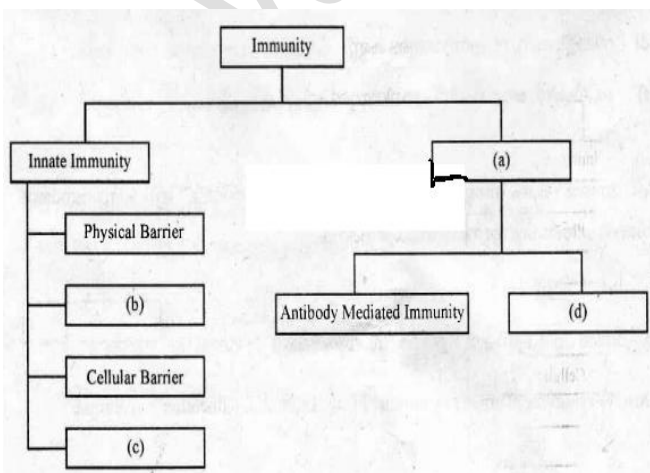 Immunity
Innate Immunity
(a)
Physical Barrier
(b)
Antibody Mediated Immunity
(d)
Cellular Barrier
(c)